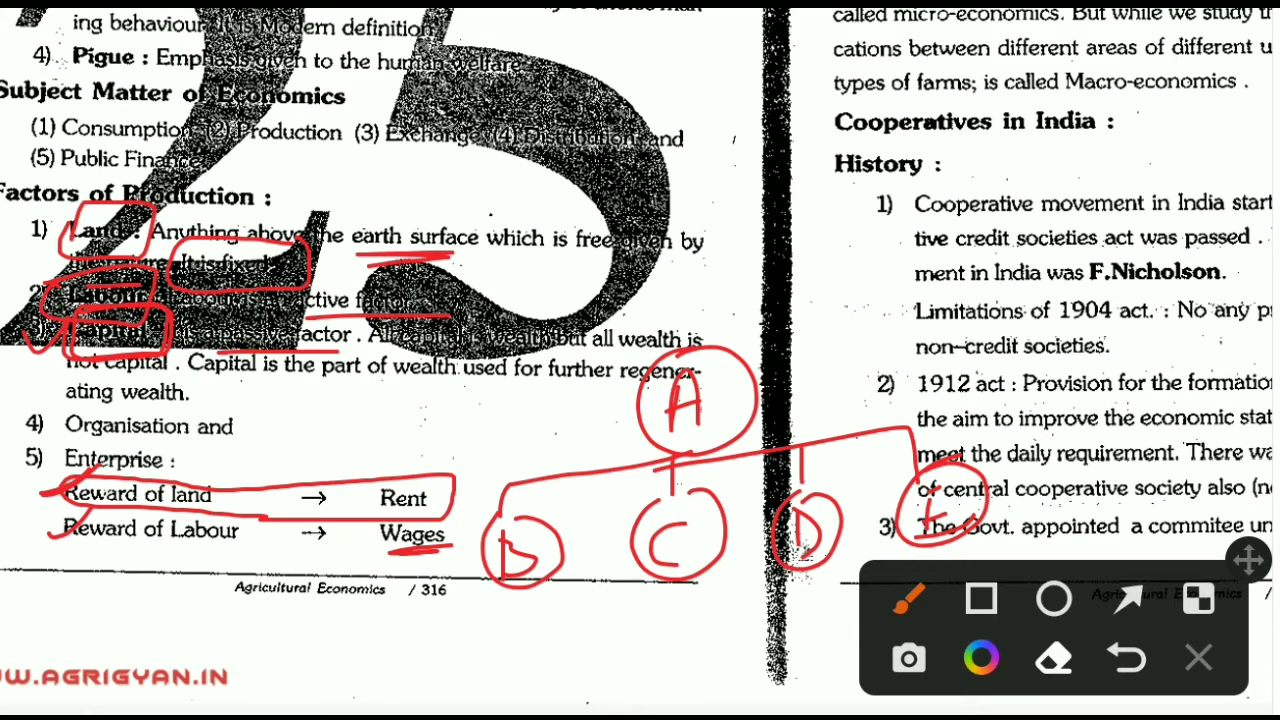 ing behaviour. It is Modern definition
4) Pigue : Emphasis given to the human welfare
Subject Matter of Economics
(1) Consumption (2) Production (3) Exchange (4) Distribution and
(5) Public Finance
Factors of Production :
1) Land : Anything above the earth surface which is free given by
It is fixed
2) Labour active factor.
3) Capital is a passive factor . All capital is wealth but all wealth is
not capital . Capital is the part of wealth used for further regener-
ating wealth.
4) Organisation and
5) Enterprise :
Reward of land → Rent
Reward of Labour → Wages
Agricultural Economics / 316
WWW.AGRIGYAN.IN
called micro-economics. But while we study
cations between different areas of different
types of farms; is called Macro-economics .
Cooperatives in India :
History :
1) Cooperative movement in India start
tive credit societies act was passed .
ment in India was F.Nicholson.
Limitations of 1904 act. : No any
non-credit societies.
2) 1912 act : Provision for the formatio
the aim to improve the economic stat
meet the daily requirement. There
of central cooperative society also
3) The Govt. appointed a commitee un
A
B
C
D
E
25